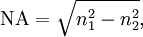 NA = √(n₁² − n₂²),